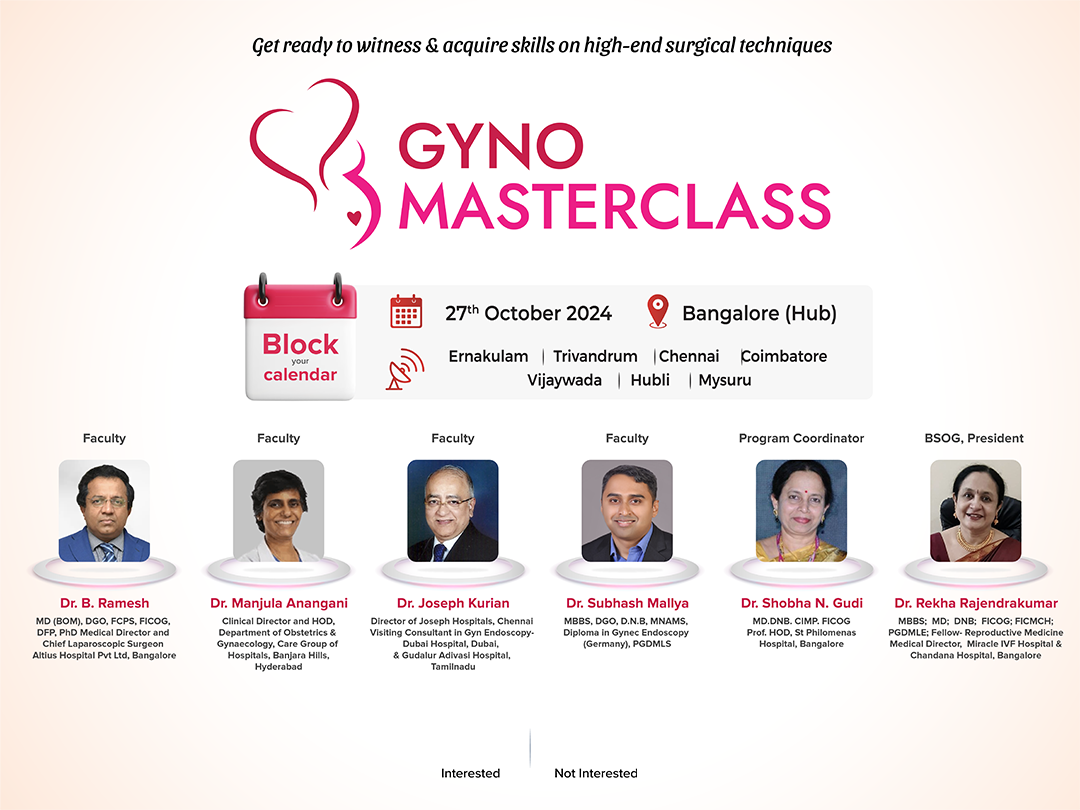 Get ready to witness & acquire skills on high-end surgical techniques
GYNO
MASTERCLASS
Block
your
calendar
27th October 2024
Bangalore (Hub)
Ernakulam | Trivandrum | Chennai | Coimbatore
Vijaywada | Hubli | Mysuru
Faculty
Dr. B. Ramesh
MD (BOM), DGO, FCPS, FICOG,
DFP, PhD Medical Director and
Chief Laparoscopic Surgeon
Altius Hospital Pvt Ltd, Bangalore
Faculty
Dr. Manjula Anangani
Clinical Director and HOD,
Department of Obstetrics &
Gynaecology, Care Group of
Hospitals, Banjara Hills,
Hyderabad
Faculty
Dr. Joseph Kurian
Director of Joseph Hospitals, Chennai
Visiting Consultant in Gyn Endoscopy-
Dubai Hospital, Dubai,
& Gudalur Adivasi Hospital,
Tamilnadu
Faculty
Dr. Subhash Mallya
MBBS, DGO, D.N.B, MNAMS,
Diploma in Gynec Endoscopy
(Germany), PGDMLS
Program Coordinator
Dr. Shobha N. Gudi
MD.DNB. CIMP. FICOG
Prof. HOD, St Philomenas
Hospital, Bangalore
BSOG, President
Dr. Rekha Rajendrakumar
MBBS; MD; DNB; FICOG; FICMCH;
PGDMLE; Fellow- Reproductive Medicine
Medical Director, Miracle IVF Hospital &
Chandana Hospital, Bangalore
Interested | Not Interested